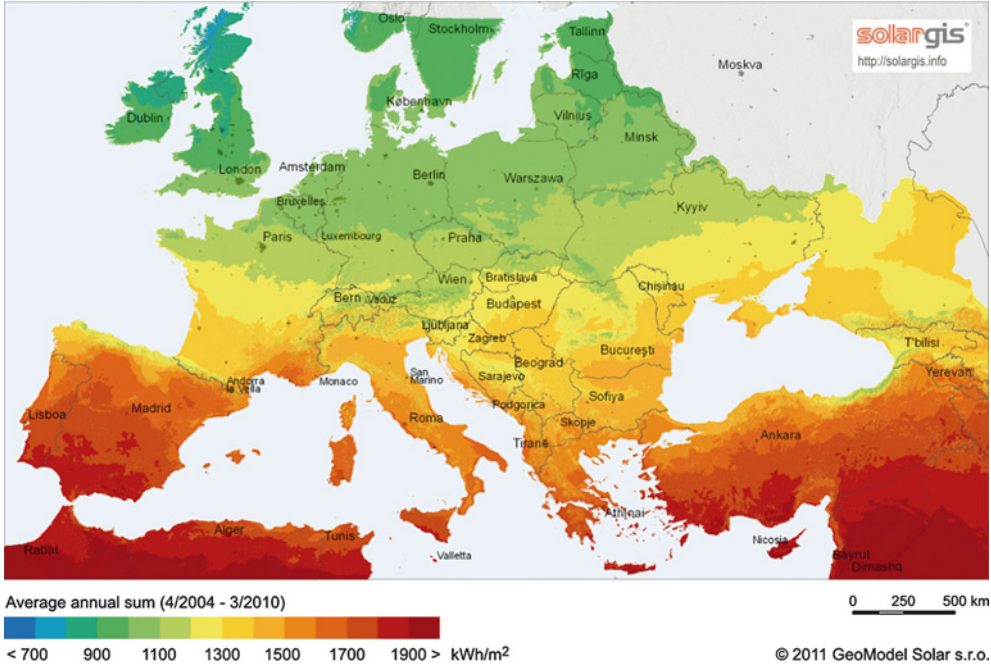 Oslo
Stockholm
Tallinn
solargis
http://solargis.info
Moskva
Rīga
København
Dublin
Vilnius
Minsk
London
Amsterdam
Berlin
Warszawa
Bruxelles
Kyyiv
Paris
Luxembourg
Praha
Wien
Bratislava
Chişinău
Bern
Vaduz
Budapest
Ljubljana
Zagreb
Bucureşti
T'bilisi
Beograd
San
Marino
Sarajevo
Yerevan
Andorra
la Vella
Monaco
Sofiya
Podgorica
Lisboa
Madrid
Roma
Skopje
Tiranë
Ankara
Athínai
Alger
Tunis
Nicosia
Rabat
Valletta
Bayrut
Dimashq
Average annual sum (4/2004 - 3/2010)
0 250 500 km
< 700 900 1100 1300 1500 1700 1900 > kWh/m²
© 2011 GeoModel Solar s.r.o.